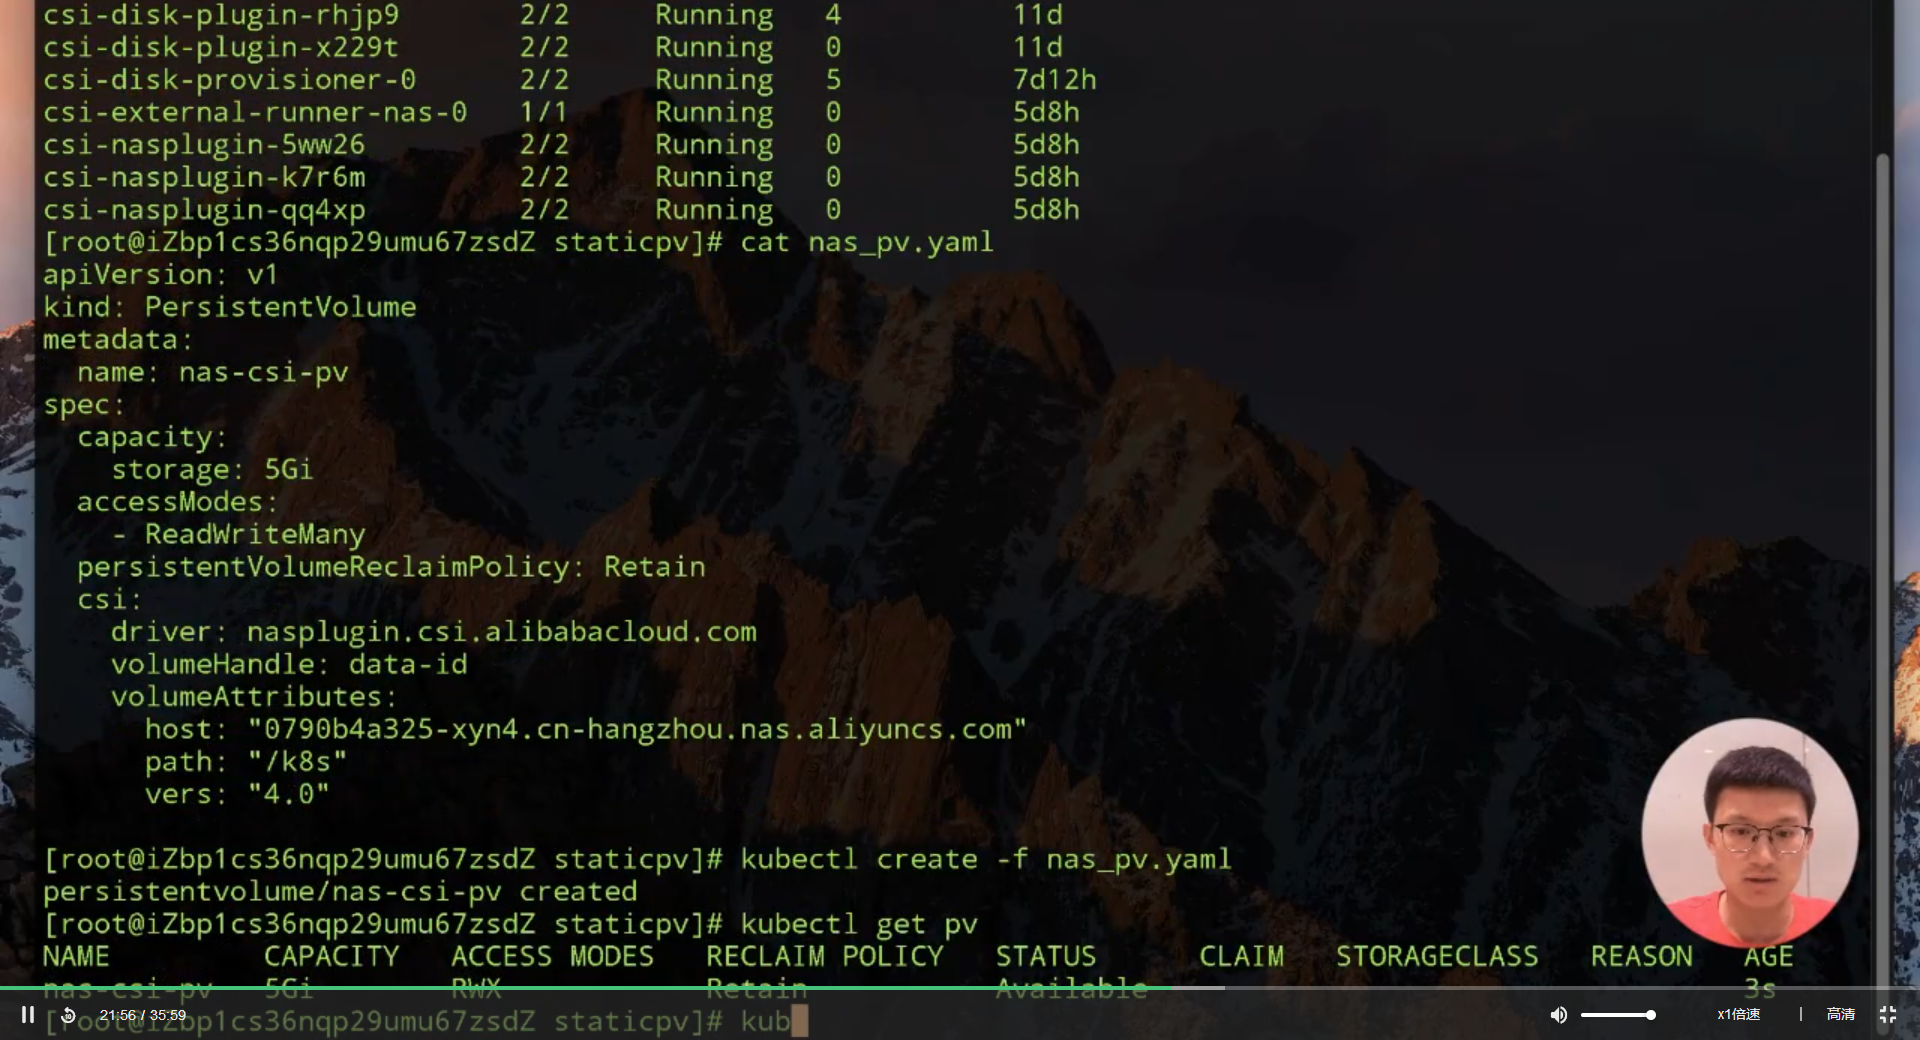 csi-disk-plugin-rhjp9 2/2 Running 4 11d
csi-disk-plugin-x229t 2/2 Running 0 11d
csi-disk-provisioner-0 2/2 Running 5 7d12h
csi-external-runner-nas-0 1/1 Running 0 5d8h
csi-nasplugin-5ww26 2/2 Running 0 5d8h
csi-nasplugin-k7r6m 2/2 Running 0 5d8h
csi-nasplugin-qq4xp 2/2 Running 0 5d8h
[root@iZbp1cs36nqp29umu67zsdZ staticpv]# cat nas_pv.yaml
apiVersion: v1
kind: PersistentVolume
metadata:
  name: nas-csi-pv
spec:
  capacity:
    storage: 5Gi
  accessModes:
    - ReadWriteMany
  persistentVolumeReclaimPolicy: Retain
  csi:
    driver: nasplugin.csi.alibabacloud.com
    volumeHandle: data-id
    volumeAttributes:
      host: "0790b4a325-xyn4.cn-hangzhou.nas.aliyuncs.com"
      path: "/k8s"
      vers: "4.0"
[root@iZbp1cs36nqp29umu67zsdZ staticpv]# kubectl create -f nas_pv.yaml
persistentvolume/nas-csi-pv created
[root@iZbp1cs36nqp29umu67zsdZ staticpv]# kubectl get pv
NAME CAPACITY ACCESS MODES RECLAIM POLICY STATUS CLAIM STORAGECLASS REASON AGE
nas-csi-pv 5Gi RWX Retain Available 3s
[root@iZbp1cs36nqp29umu67zsdZ staticpv]# kub
10 21:56 / 35:59 x1倍速 | 高清